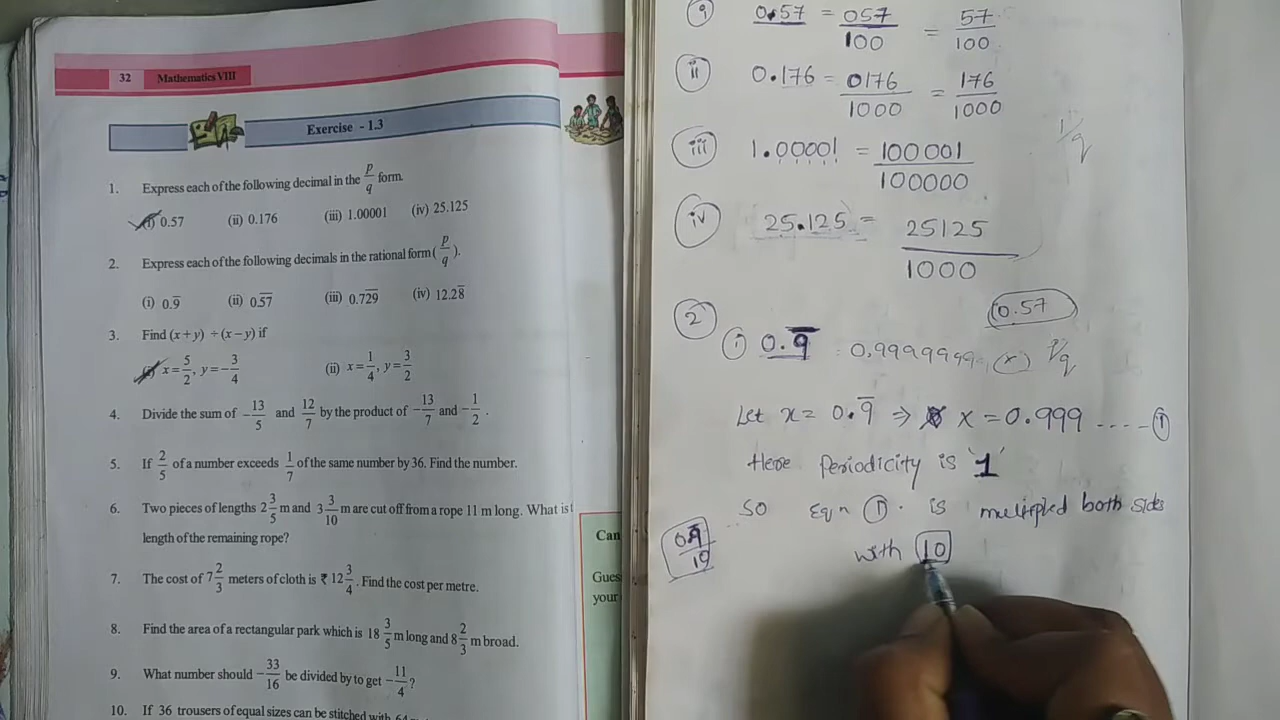 32 Mathematics VIII
Exercise - 1.3
1. Express each of the following decimal in the p/q form.
(i) 0.57 (ii) 0.176 (iii) 1.00001 (iv) 25.125
2. Express each of the following decimals in the rational form (p/q).
(i) 0.9̅ (ii) 0.5̅7̅ (iii) 0.72̅9̅ (iv) 12.28̅
3. Find (x+y) ÷ (x−y) if
x = 5/2, y = −3/4 (ii) x = 1/4, y = 3/2
4. Divide the sum of −13/5 and 12/7 by the product of −13/7 and −1/2.
5. If 2/5 of a number exceeds 1/7 of the same number by 36. Find the number.
6. Two pieces of lengths 2 3/5 m and 3 3/10 m are cut off from a rope 11 m long. What is
length of the remaining rope?
7. The cost of 7 2/3 meters of cloth is ₹ 12 3/4. Find the cost per metre.
8. Find the area of a rectangular park which is 18 3/5 m long and 8 2/3 m broad.
9. What number should −33/16 be divided by to get −11/4?
10. If 36 trousers of equal sizes can be stitched with 64
Can
Gues
your
0.57 = 057/100 = 57/100
ii 0.176 = 0176/1000 = 176/1000
iii 1.00001 = 100001/100000
iv 25.125 = 25125/1000
0.57
2
i 0.9̅ 0.9999999 (r) P/q
Let x = 0.9̅ ⇒ x = 0.999 ..... 1
Here Periodicity is '1'
So Eqn 1. is multipled both sides
with 10
0.9̅/10